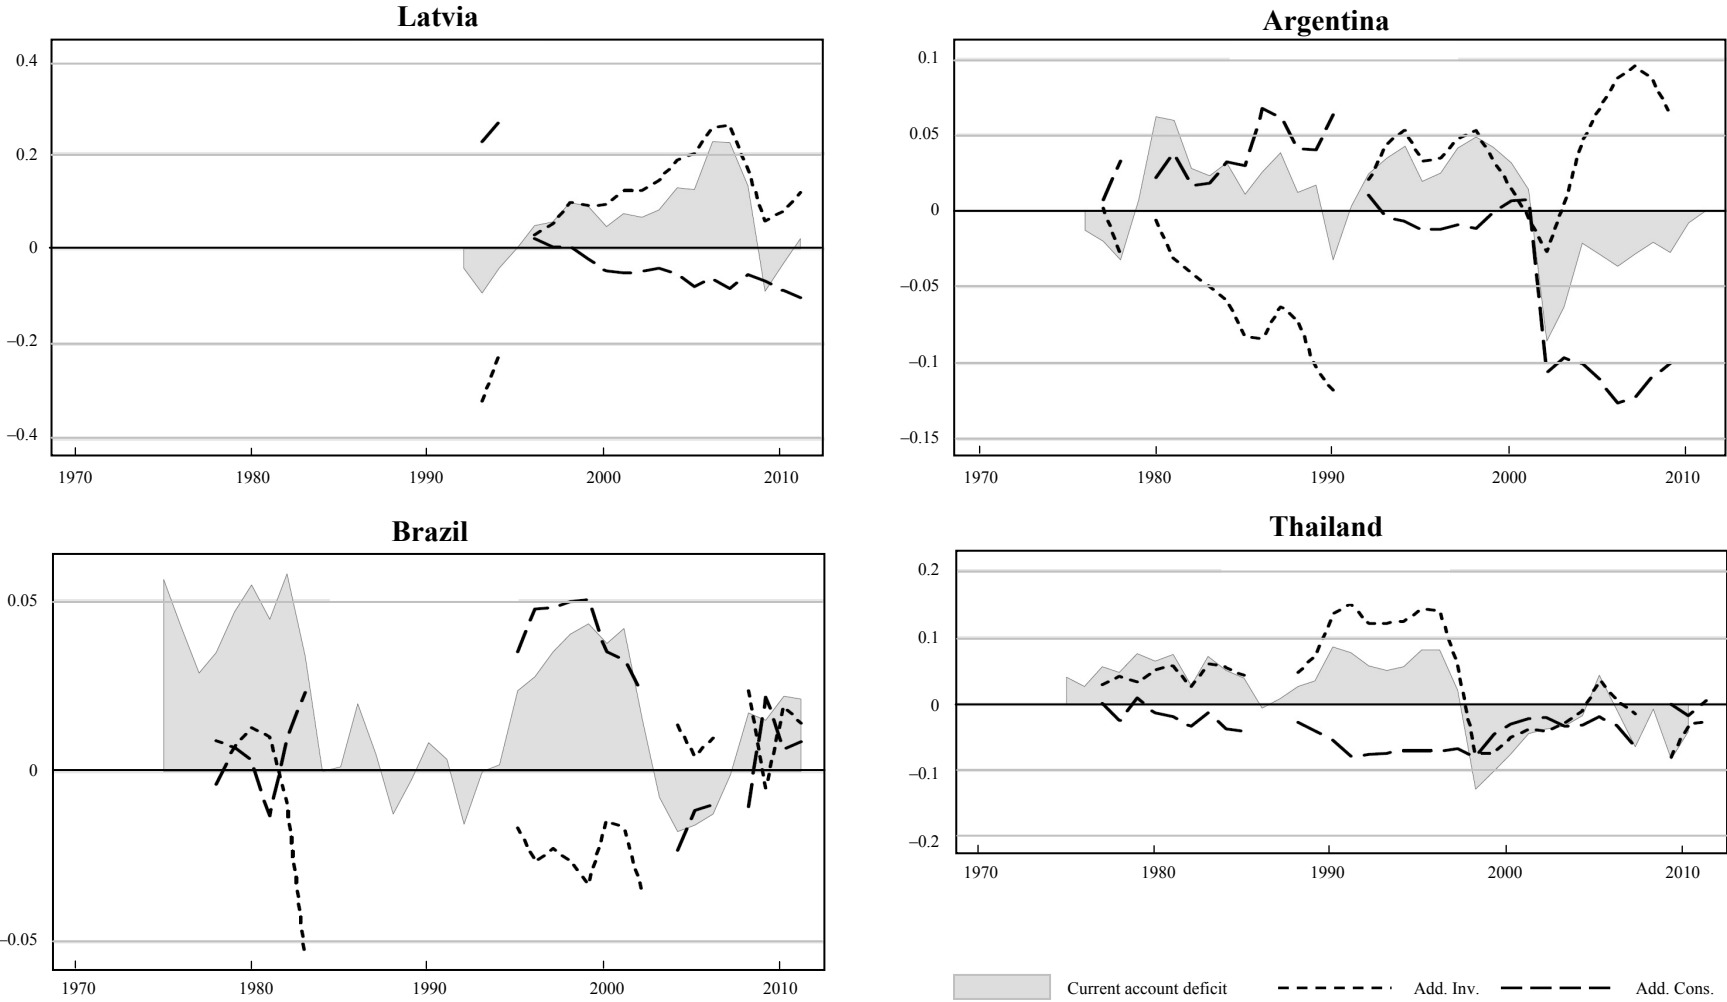 Latvia
0.4
0.2
0
–0.2
–0.4
1970 1980 1990 2000 2010
Argentina
0.1
0.05
0
–0.05
–0.1
–0.15
1970 1980 1990 2000 2010
Brazil
0.05
0
–0.05
1970 1980 1990 2000 2010
Thailand
0.2
0.1
0
–0.1
–0.2
1970 1980 1990 2000 2010
Current account deficit Add. Inv. Add. Cons.